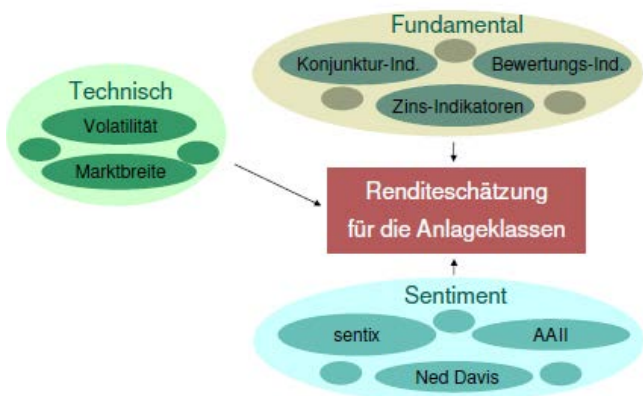 Fundamental
Konjunktur-Ind.
Bewertungs-Ind.
Zins-Indikatoren
Technisch
Volatilität
Marktbreite
Renditeschätzung
für die Anlageklassen
Sentiment
sentix
AAII
Ned Davis